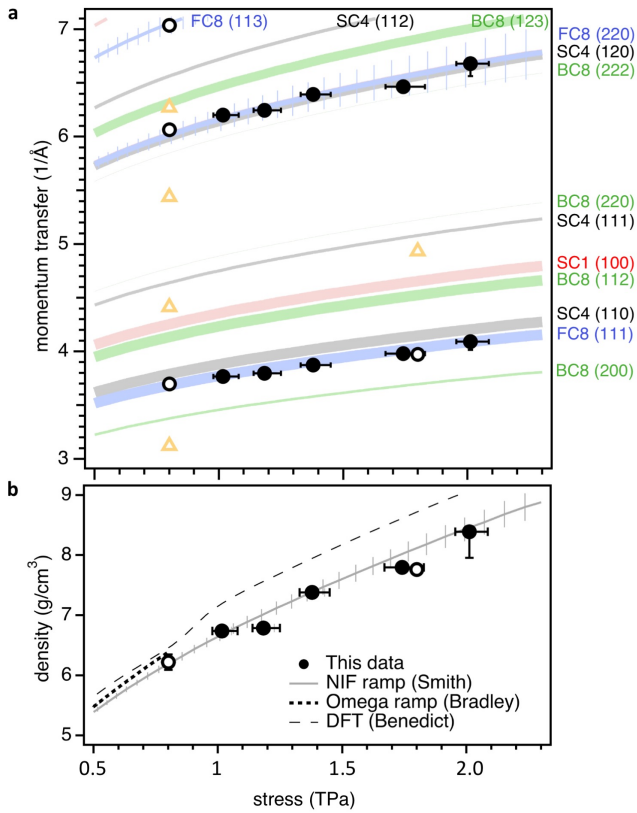 a
FC8 (113)
SC4 (112)
BC8 (123)
7
6
5
4
3
momentum transfer (1/Å)
FC8 (220)
SC4 (120)
BC8 (222)
BC8 (220)
SC4 (111)
SC1 (100)
BC8 (112)
SC4 (110)
FC8 (111)
BC8 (200)
b
9
8
7
6
5
density (g/cm3)
This data
NIF ramp (Smith)
Omega ramp (Bradley)
DFT (Benedict)
0.5
1
1.5
2.0
stress (TPa)